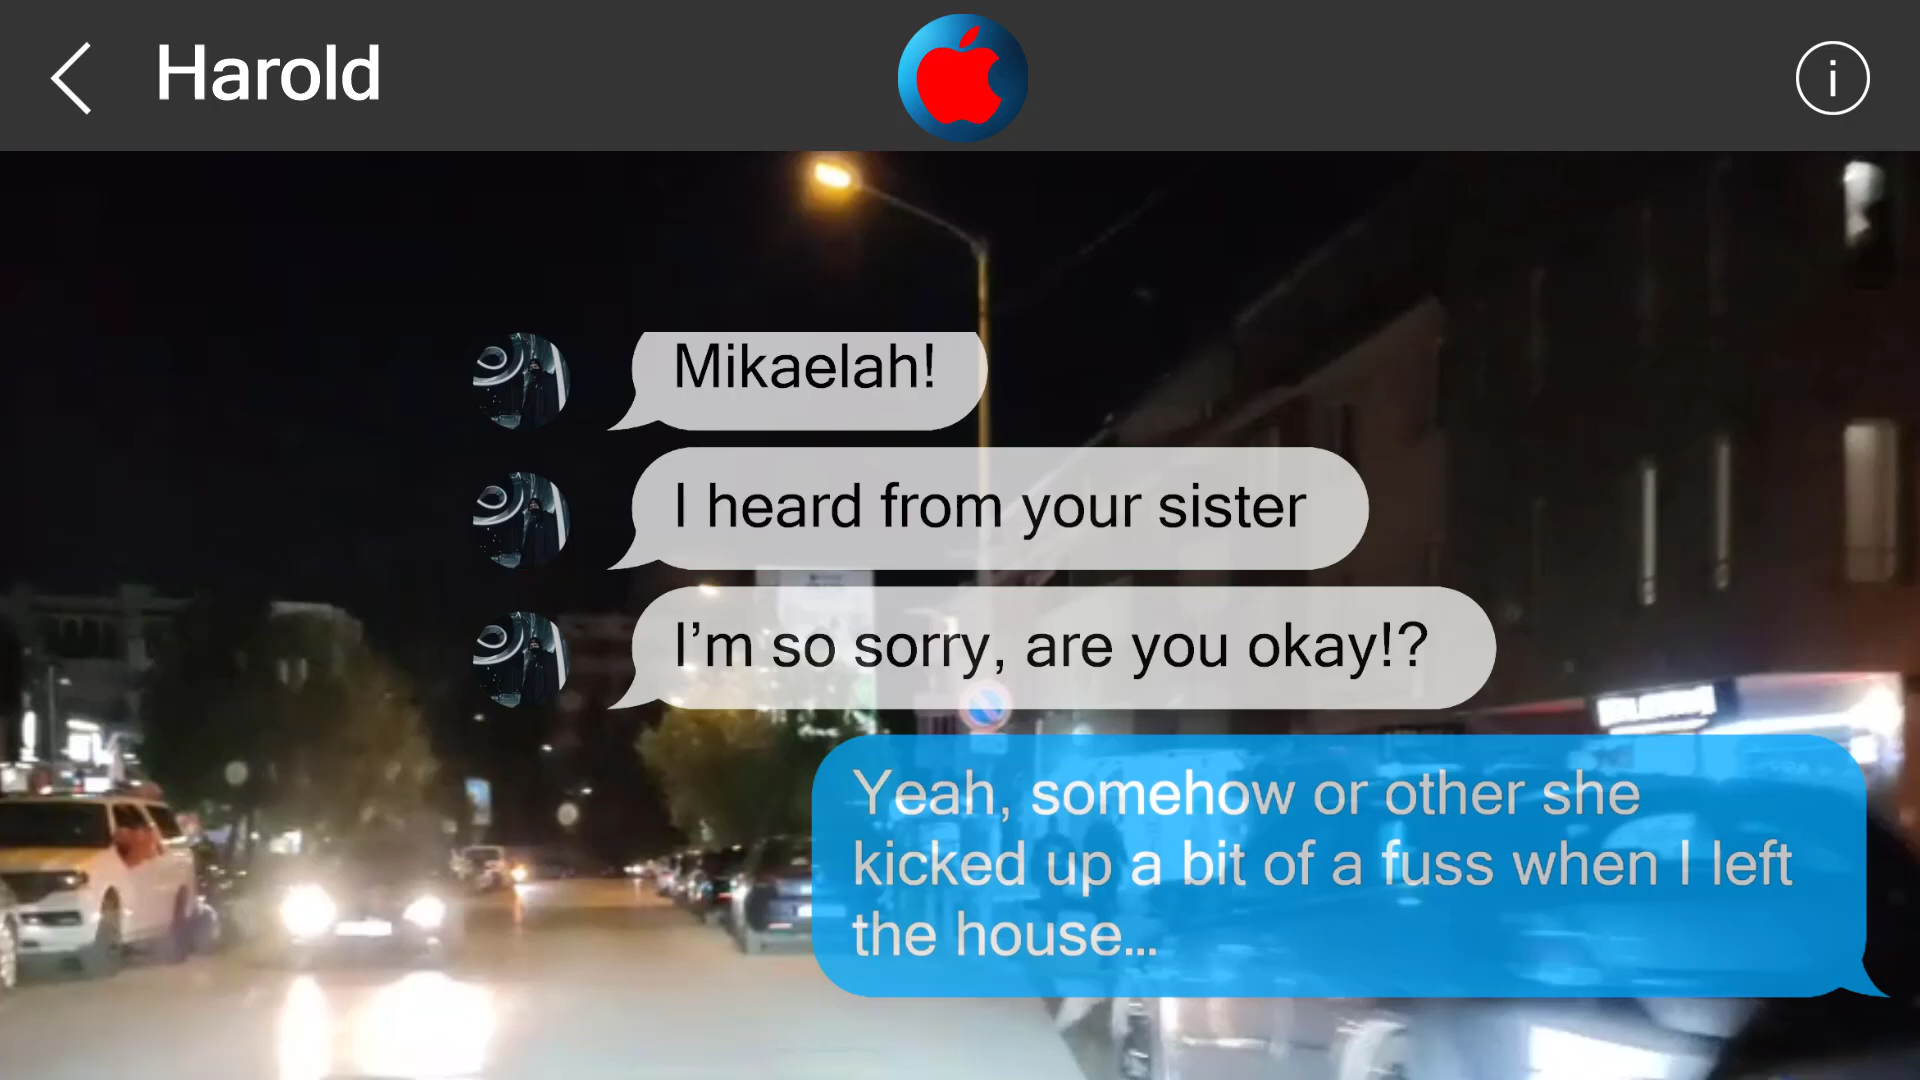 Harold
Mikaelah!
I heard from your sister
I’m so sorry, are you okay!?
Yeah, somehow or other she
kicked up a bit of a fuss when I left
the house...